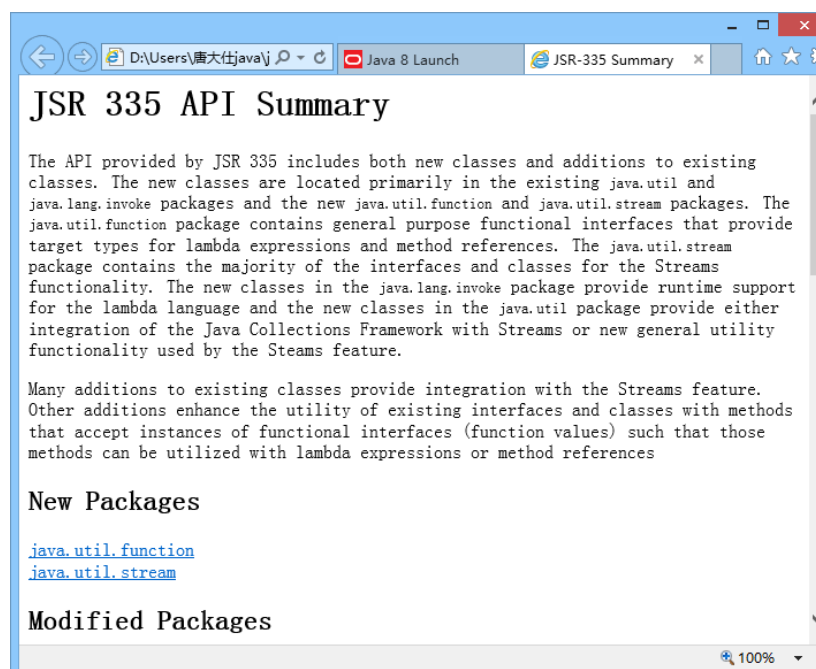 D:\Users\唐大仕java\j
Java 8 Launch
JSR-335 Summary
JSR 335 API Summary
The API provided by JSR 335 includes both new classes and additions to existing
classes. The new classes are located primarily in the existing java.util and
java.lang.invoke packages and the new java.util.function and java.util.stream packages. The
java.util.function package contains general purpose functional interfaces that provide
target types for lambda expressions and method references. The java.util.stream
package contains the majority of the interfaces and classes for the Streams
functionality. The new classes in the java.lang.invoke package provide runtime support
for the lambda language and the new classes in the java.util package provide either
integration of the Java Collections Framework with Streams or new general utility
functionality used by the Steams feature.
Many additions to existing classes provide integration with the Streams feature.
Other additions enhance the utility of existing interfaces and classes with methods
that accept instances of functional interfaces (function values) such that those
methods can be utilized with lambda expressions or method references
New Packages
java.util.function
java.util.stream
Modified Packages
100%